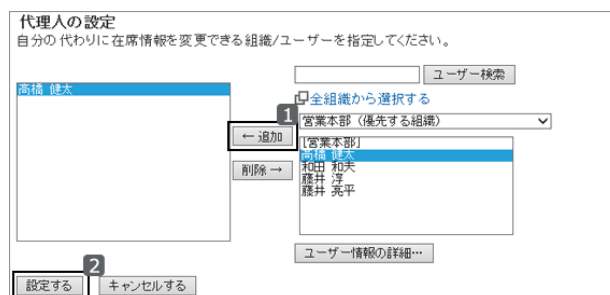 代理人の設定
自分の代わりに在席情報を変更できる組織/ユーザーを指定してください。
高橋 健太
ユーザー検索
全組織から選択する
1
営業本部（優先する組織）
← 追加
削除 →
[営業本部]
高橋 健太
和田 和夫
藤井 淳
藤井 亮平
ユーザー情報の詳細…
2
設定する
キャンセルする